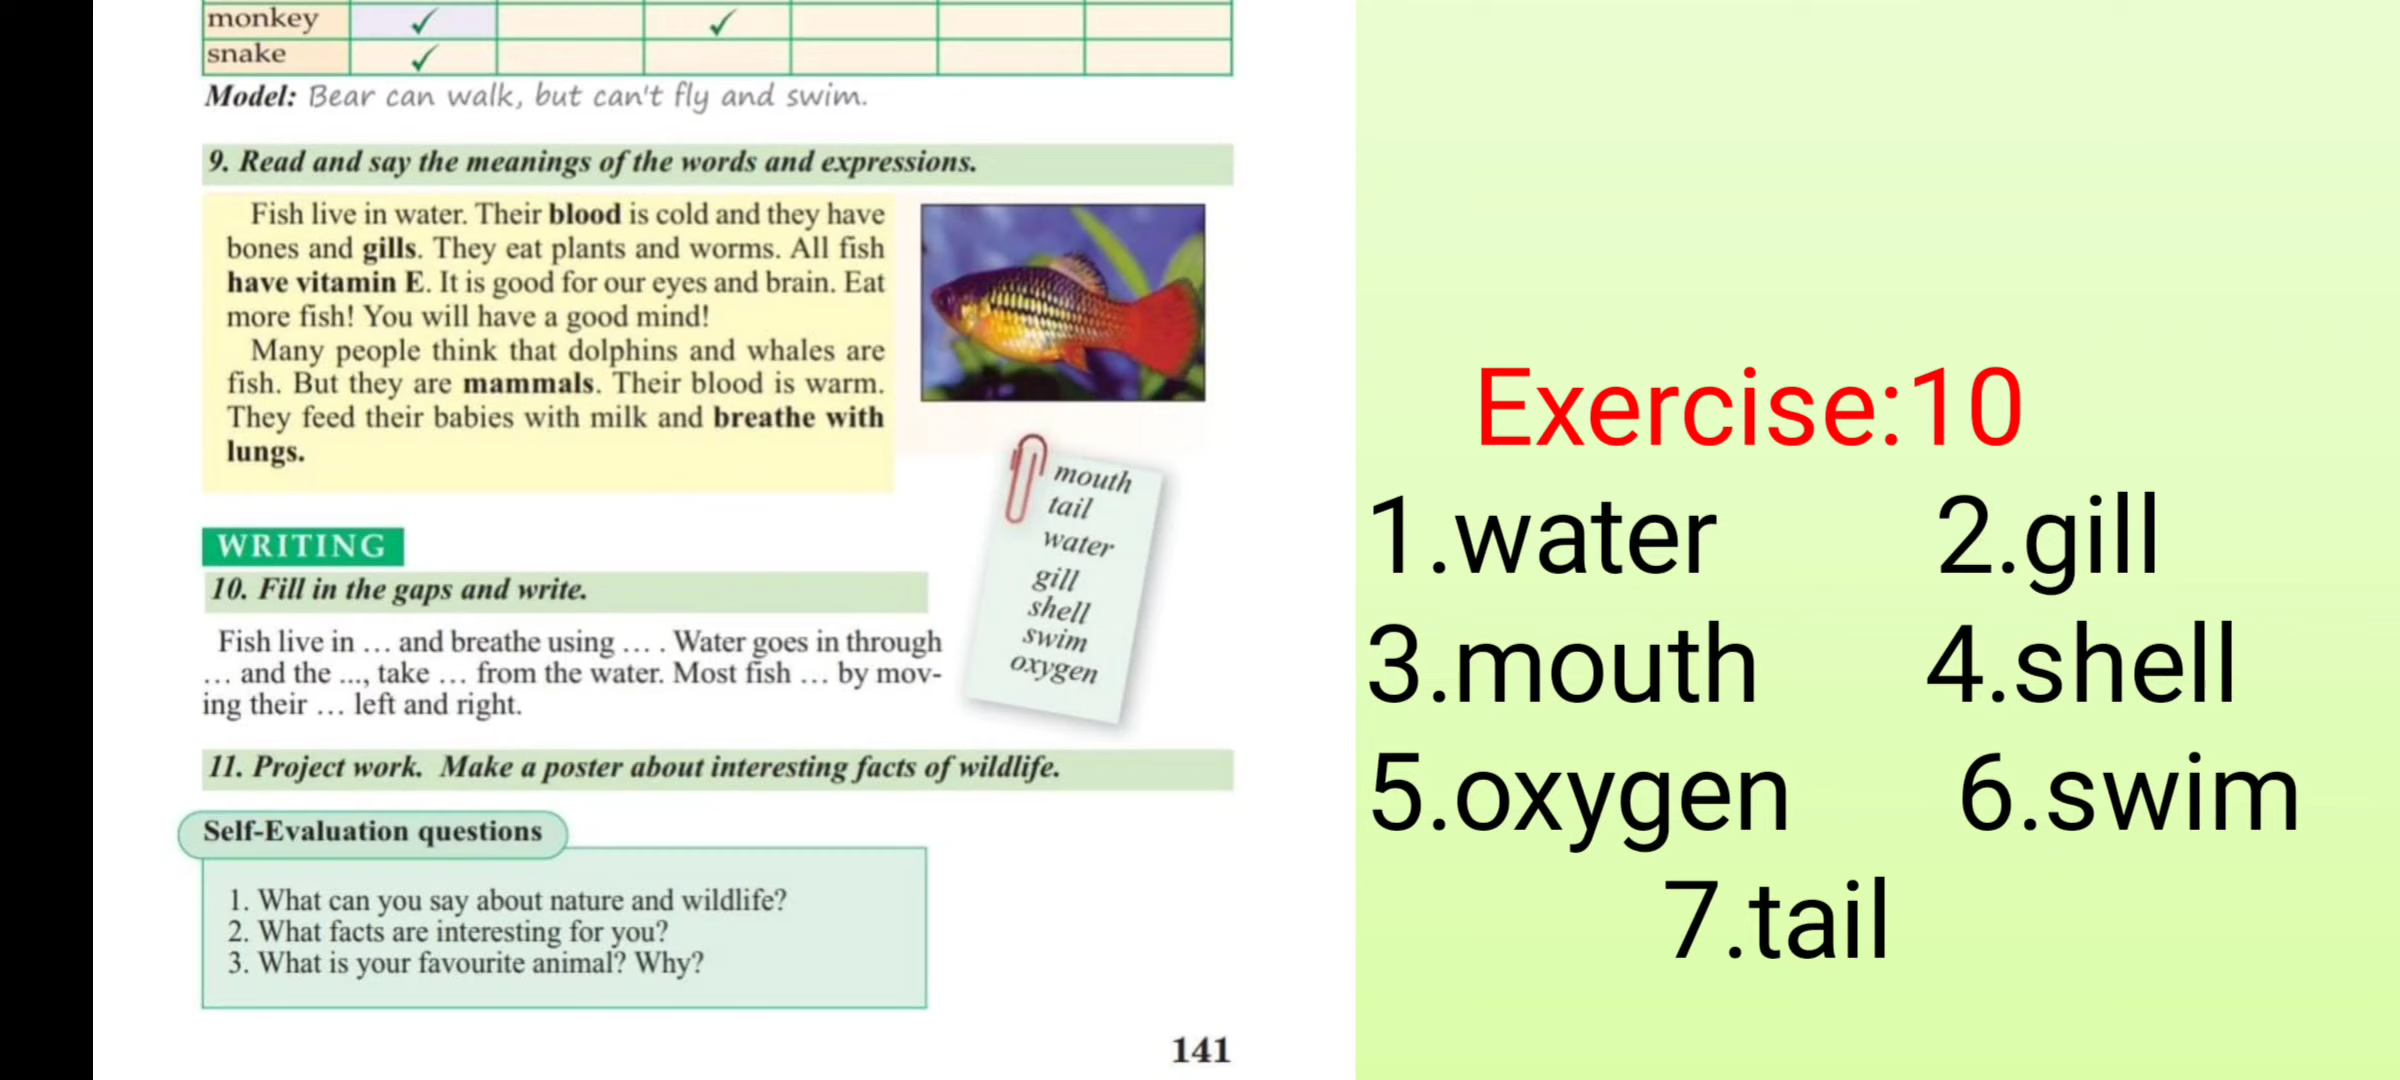 monkey ✓ ✓
snake ✓
Model: Bear can walk, but can't fly and swim.
9. Read and say the meanings of the words and expressions.
Fish live in water. Their blood is cold and they have
bones and gills. They eat plants and worms. All fish
have vitamin E. It is good for our eyes and brain. Eat
more fish! You will have a good mind!
Many people think that dolphins and whales are
fish. But they are mammals. Their blood is warm.
They feed their babies with milk and breathe with
lungs.
mouth
tail
water
gill
shell
swim
oxygen
WRITING
10. Fill in the gaps and write.
Fish live in … and breathe using … . Water goes in through
… and the ..., take … from the water. Most fish … by mov-
ing their … left and right.
11. Project work. Make a poster about interesting facts of wildlife.
Self-Evaluation questions
1. What can you say about nature and wildlife?
2. What facts are interesting for you?
3. What is your favourite animal? Why?
141
Exercise:10
1.water 2.gill
3.mouth 4.shell
5.oxygen 6.swim
7.tail